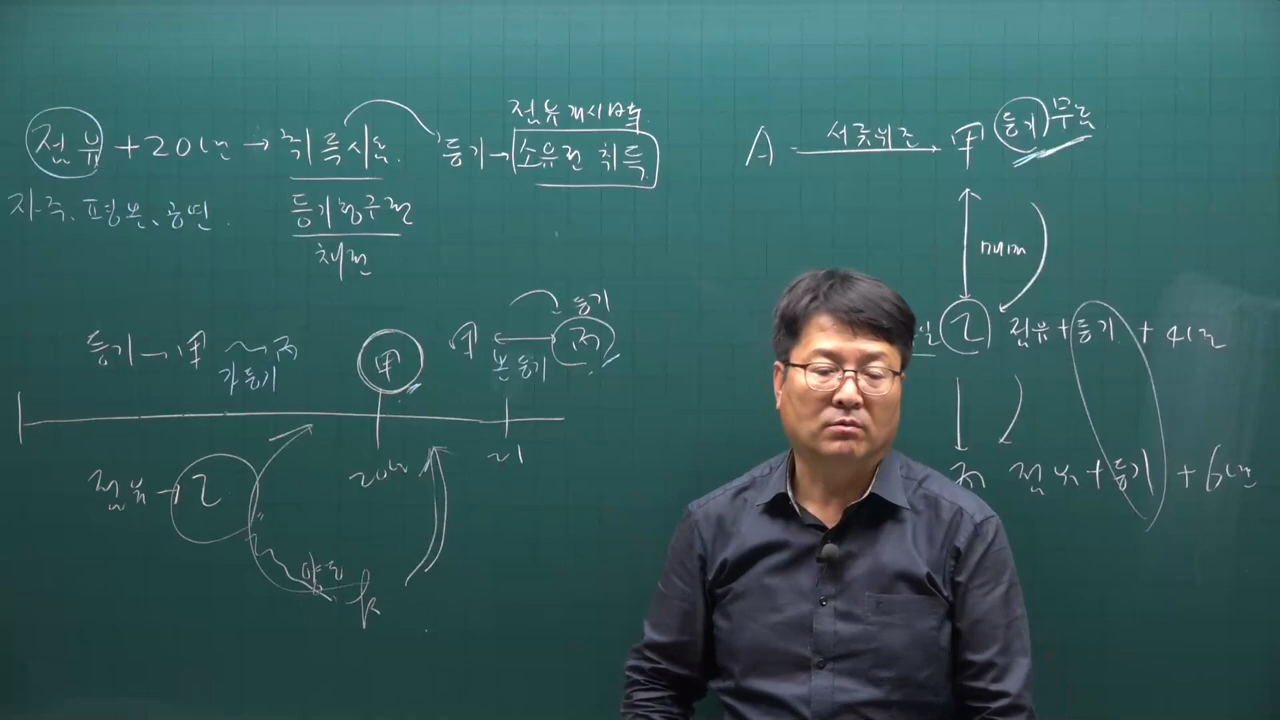 점유개시때
점유 +20년 → 취득시효. 등기→ 소유권 취득
자주, 평온, 공연.
등기청구권
채권
등기 — 甲 丙
가등기
甲
甲 丙 등기
본등기
20년 21
점유 — 乙
A 서류위조 甲 등기 무효
매매
乙 점유+등기 + 4년
丙 점유+등기 +6년